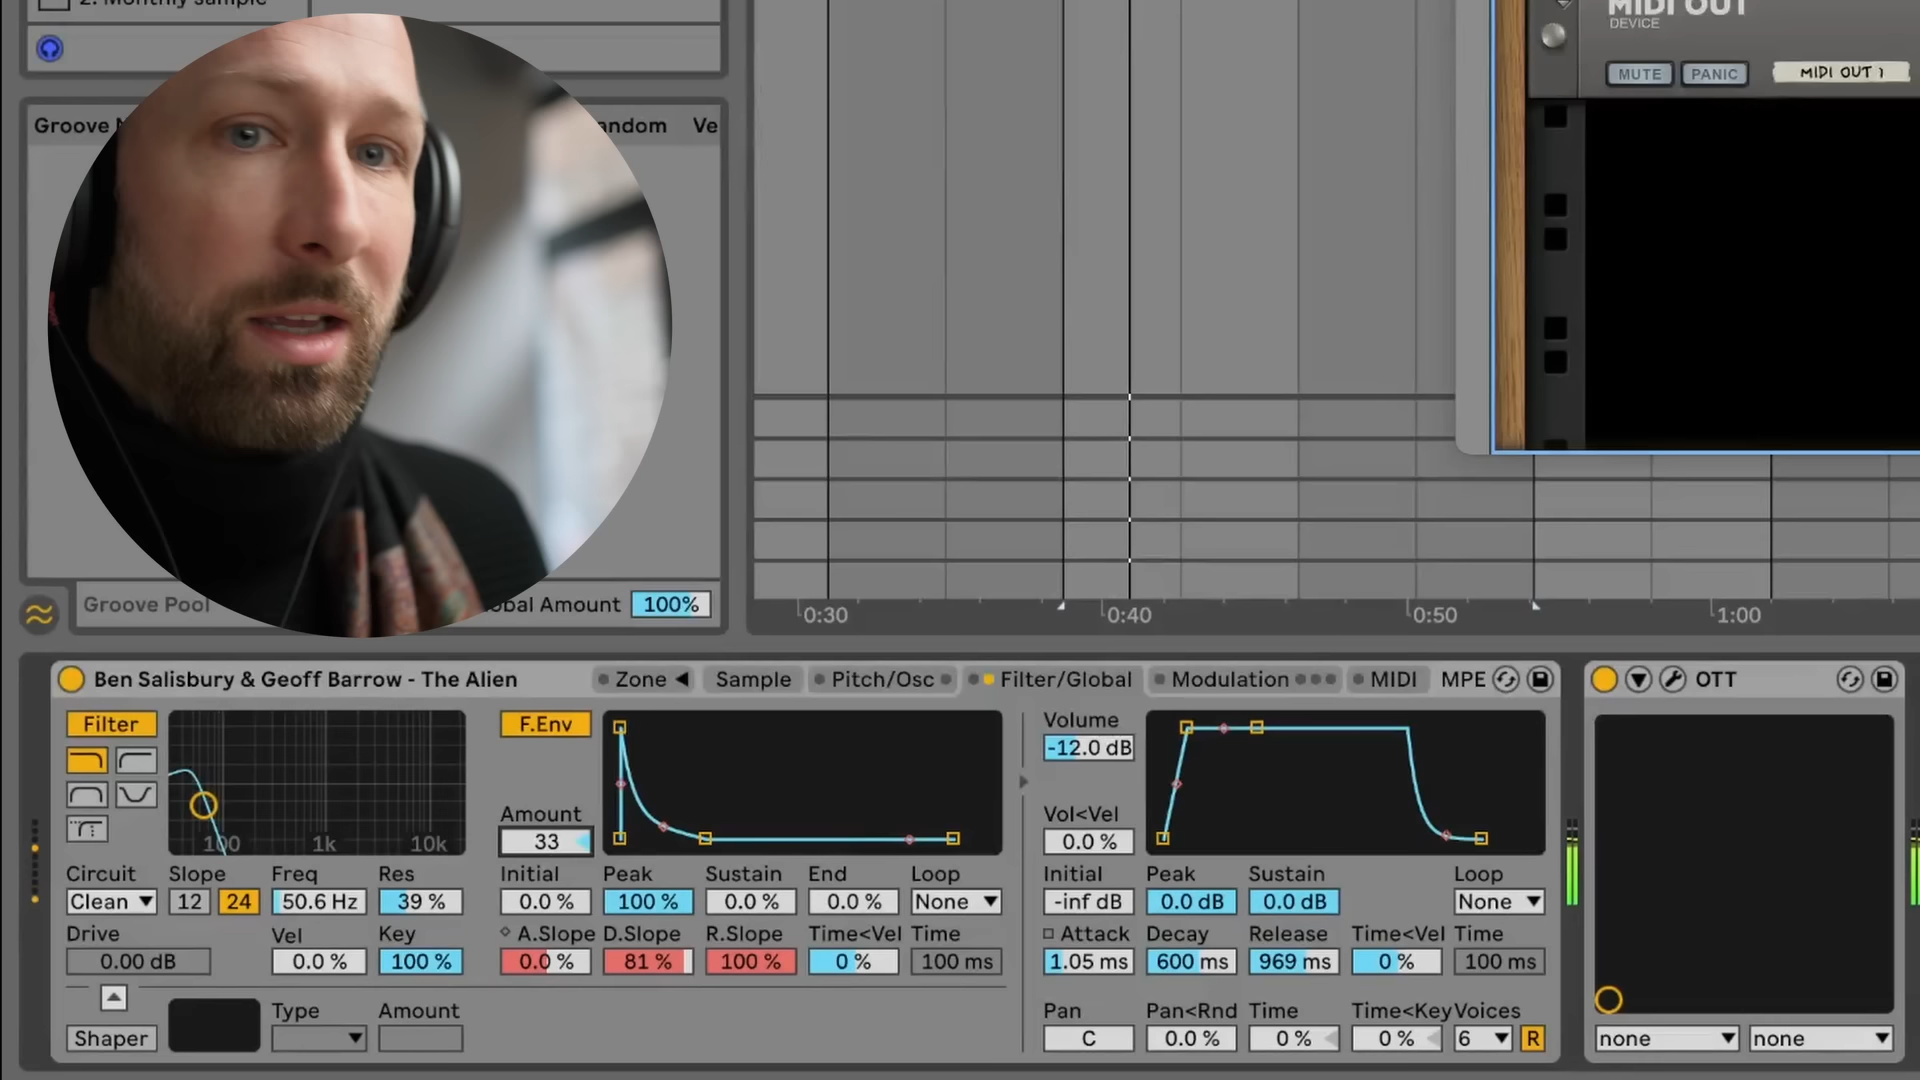 2. Monthly sample
MIDI OUT
DEVICE
MUTE PANIC MIDI OUT 1
Groove andom Ve
Groove Pool obal Amount 100%
0:30 0:40 0:50 1:00
Ben Salisbury & Geoff Barrow - The Alien Zone Sample Pitch/Osc Filter/Global Modulation MIDI MPE OTT
Filter F.Env Volume
-12.0 dB
Amount Vol<Vel
100 1k 10k 33 0.0 %
Circuit Slope Freq Res Initial Peak Sustain End Loop Initial Peak Sustain Loop
Clean 12 24 50.6 Hz 39 % 0.0 % 100 % 0.0 % 0.0 % None -inf dB 0.0 dB 0.0 dB None
Drive Vel Key A.Slope D.Slope R.Slope Time<Vel Time Attack Decay Release Time<Vel Time
0.00 dB 0.0 % 100 % 0.0 % 81 % 100 % 0 % 100 ms 1.05 ms 600 ms 969 ms 0 % 100 ms
Type Amount Pan Pan<Rnd Time Time<Key Voices
Shaper C 0.0 % 0 % 0 % 6 R none none